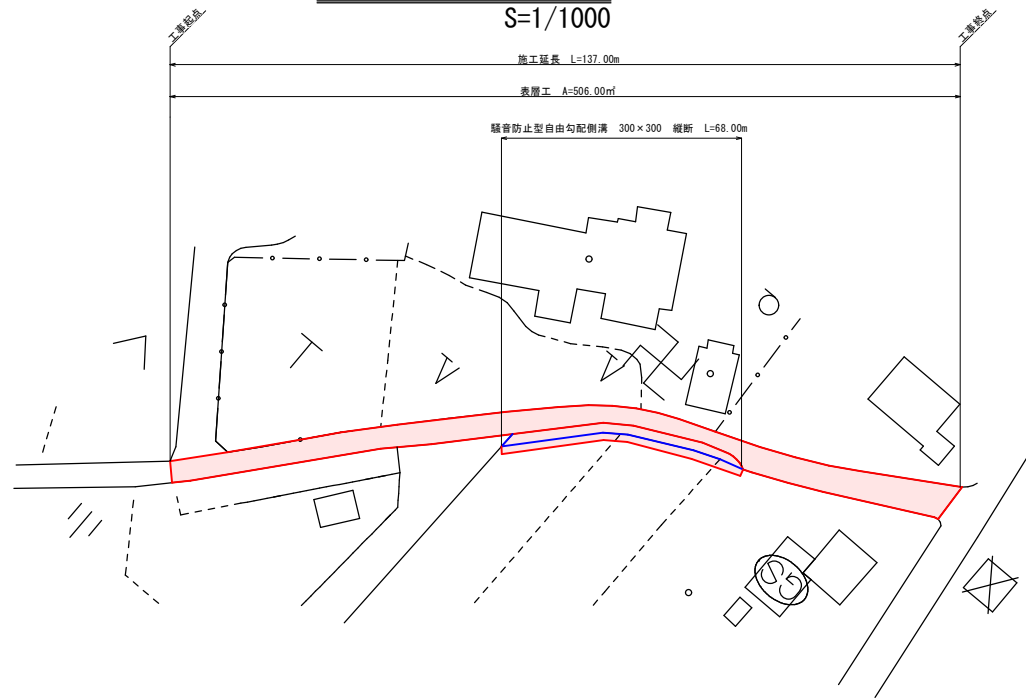 S=1/1000
工事起点
工事終点
施工延長 L=137.00m
表層工 A=506.00㎡
騒音防止型自由勾配側溝 300×300 縦断 L=68.00m